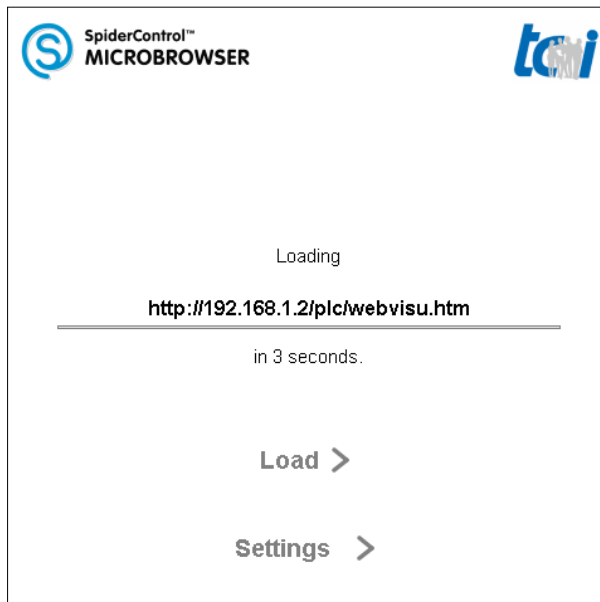 SpiderControl™
MICROBROWSER
tci
Loading
http://192.168.1.2/plc/webvisu.htm
in 3 seconds.
Load
Settings